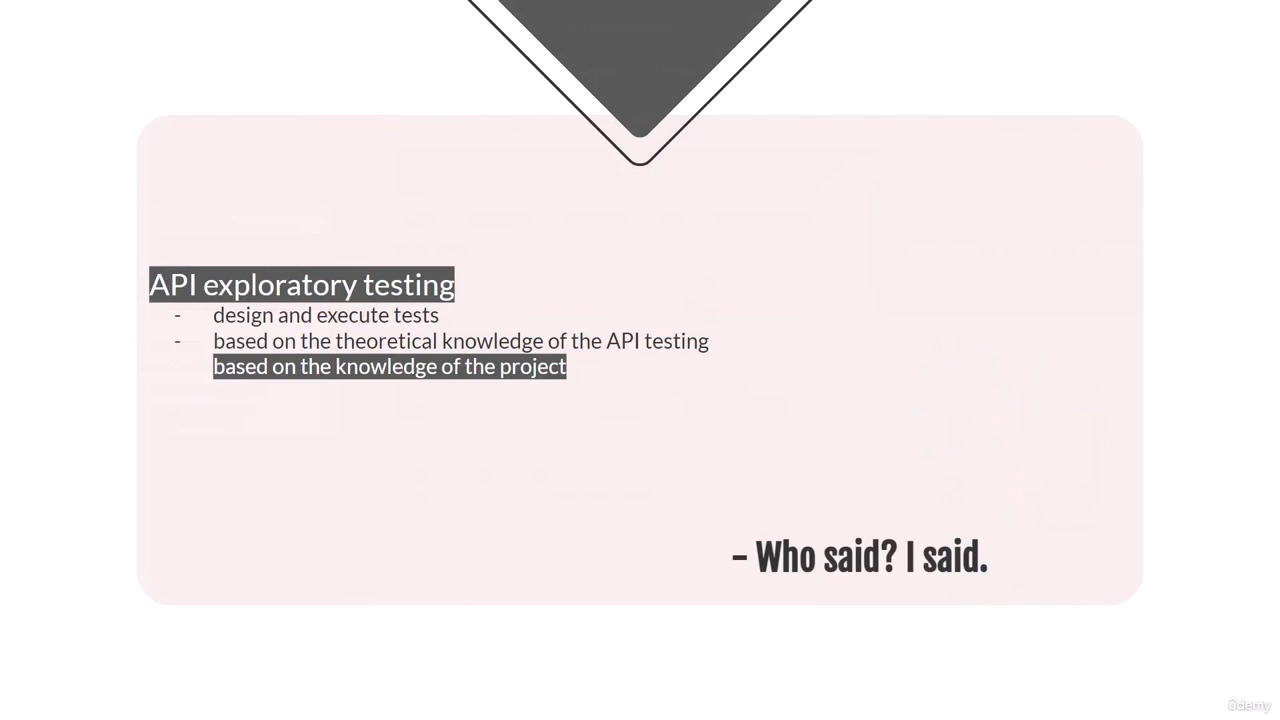 API exploratory testing
- design and execute tests
- based on the theoretical knowledge of the API testing
- based on the knowledge of the project
– Who said? I said.
ûdemy